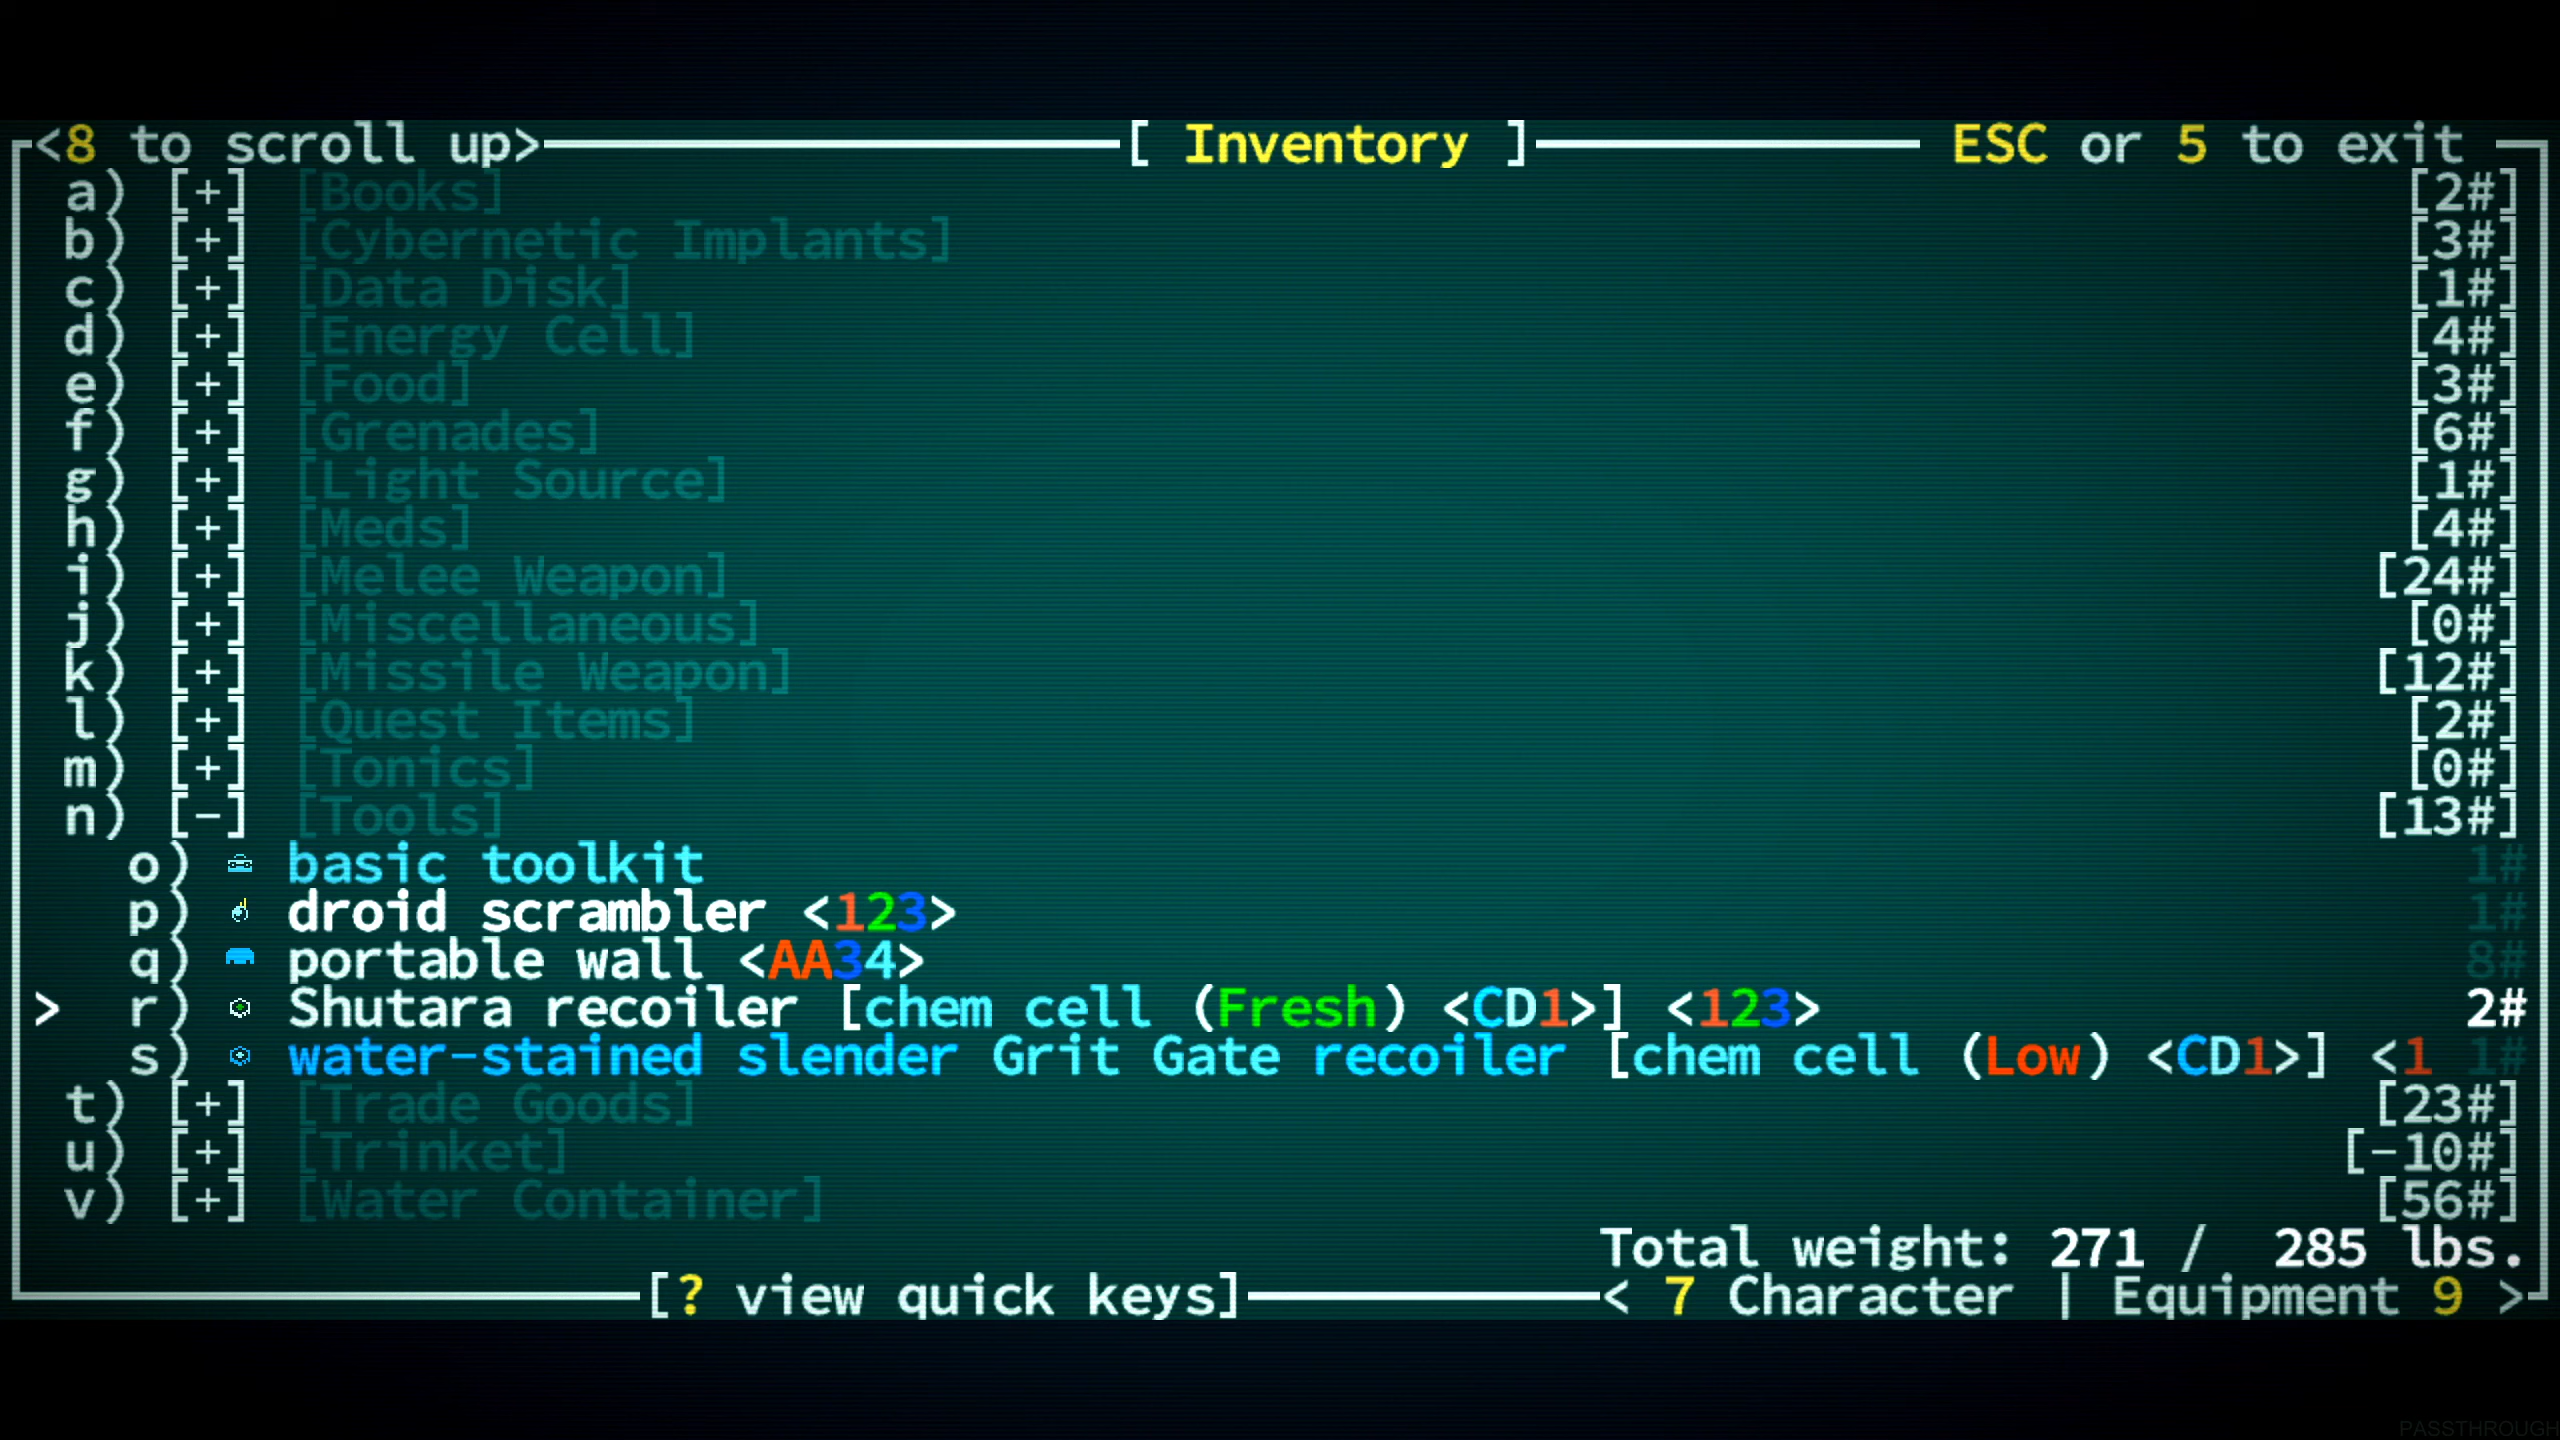 <8 to scroll up> [ Inventory ] ESC or 5 to exit
a) [+] [Books] [2#]
b) [+] [Cybernetic Implants] [3#]
c) [+] [Data Disk] [1#]
d) [+] [Energy Cell] [4#]
e) [+] [Food] [3#]
f) [+] [Grenades] [6#]
g) [+] [Light Source] [1#]
h) [+] [Meds] [4#]
i) [+] [Melee Weapon] [24#]
j) [+] [Miscellaneous] [0#]
k) [+] [Missile Weapon] [12#]
l) [+] [Quest Items] [2#]
m) [+] [Tonics] [0#]
n) [-] [Tools] [13#]
o) basic toolkit 1#
p) droid scrambler <123> 1#
q) portable wall <AA34> 8#
> r) Shutara recoiler [chem cell (Fresh) <CD1>] <123> 2#
s) water-stained slender Grit Gate recoiler [chem cell (Low) <CD1>] <1 1#
t) [+] [Trade Goods] [23#]
u) [+] [Trinket] [-10#]
v) [+] [Water Container] [56#]
Total weight: 271 / 285 lbs.
[? view quick keys] < 7 Character | Equipment 9 >
PASSTHROUGH